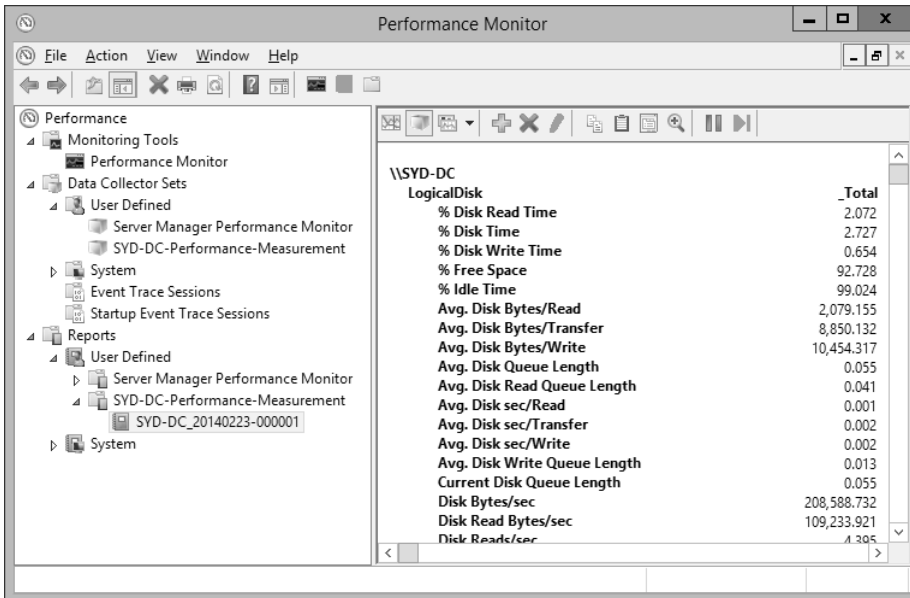 Performance Monitor
File Action View Window Help
Performance
Monitoring Tools
Performance Monitor
Data Collector Sets
User Defined
Server Manager Performance Monitor
SYD-DC-Performance-Measurement
System
Event Trace Sessions
Startup Event Trace Sessions
Reports
User Defined
Server Manager Performance Monitor
SYD-DC-Performance-Measurement
SYD-DC_20140223-000001
System
\\SYD-DC
LogicalDisk _Total
% Disk Read Time 2.072
% Disk Time 2.727
% Disk Write Time 0.654
% Free Space 92.728
% Idle Time 99.024
Avg. Disk Bytes/Read 2,079.155
Avg. Disk Bytes/Transfer 8,850.132
Avg. Disk Bytes/Write 10,454.317
Avg. Disk Queue Length 0.055
Avg. Disk Read Queue Length 0.041
Avg. Disk sec/Read 0.001
Avg. Disk sec/Transfer 0.002
Avg. Disk sec/Write 0.002
Avg. Disk Write Queue Length 0.013
Current Disk Queue Length 0.055
Disk Bytes/sec 208,588.732
Disk Read Bytes/sec 109,233.921
Disk Reads/sec 4.395